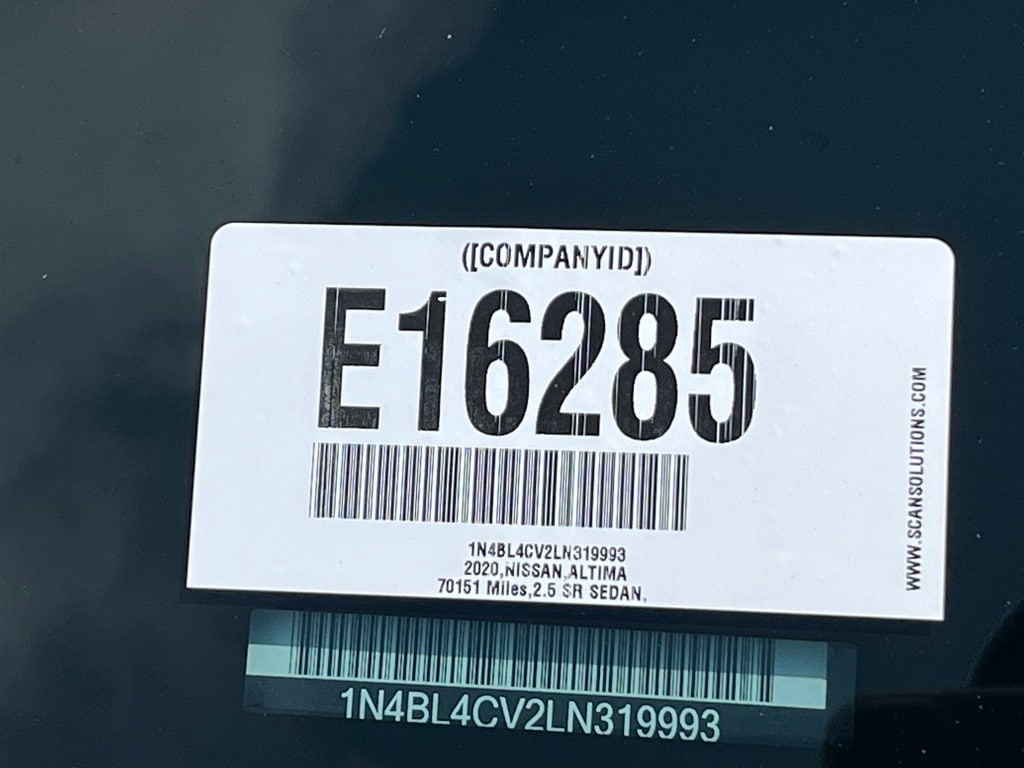 ([COMPANYID])
E16285
1N4BL4CV2LN319993
2020,NISSAN,ALTIMA
70151 Miles,2.5 SR SEDAN,
WWW.SCANSOLUTIONS.COM
1N4BL4CV2LN319993